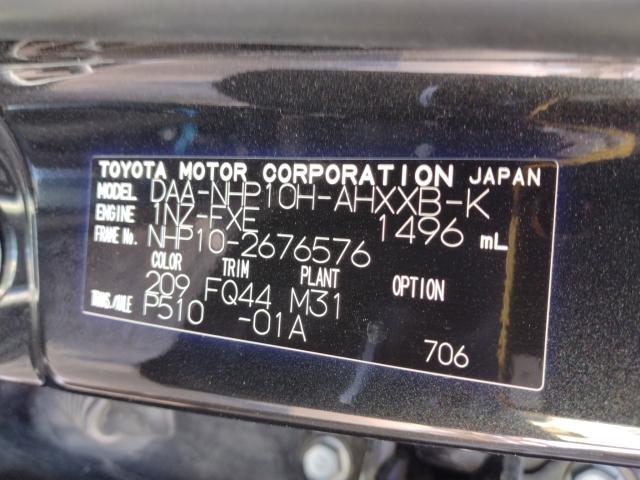 TOYOTA MOTOR CORPORATION JAPAN
MODEL DAA-NHP10H-AHXXB-K
ENGINE 1NZ-FXE 1496 mL
FRAME No. NHP10-2676576
COLOR TRIM PLANT OPTION
209 FQ44 M31
TRANS./AXLE P510 -01A
706